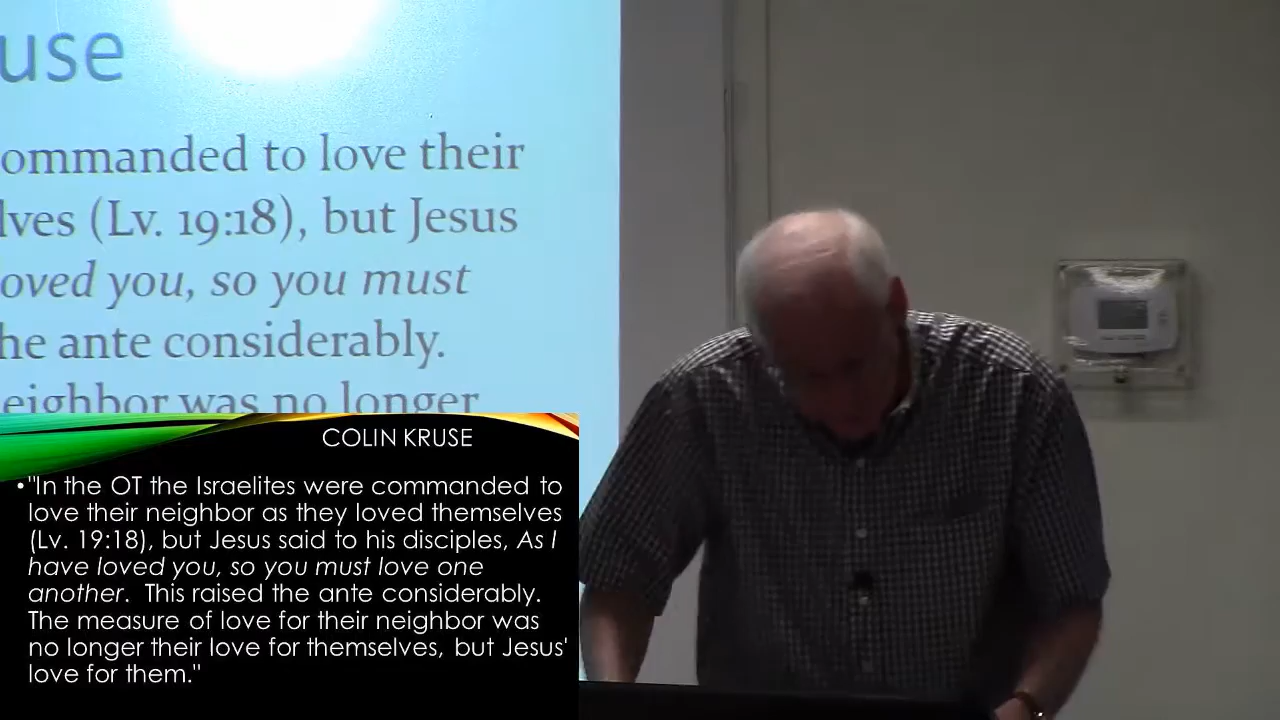 use
ommanded to love their
lves (Lv. 19:18), but Jesus
oved you, so you must
he ante considerably.
eighbor was no longer
COLIN KRUSE
•"In the OT the Israelites were commanded to
love their neighbor as they loved themselves
(Lv. 19:18), but Jesus said to his disciples, As I
have loved you, so you must love one
another.  This raised the ante considerably.
The measure of love for their neighbor was
no longer their love for themselves, but Jesus'
love for them."